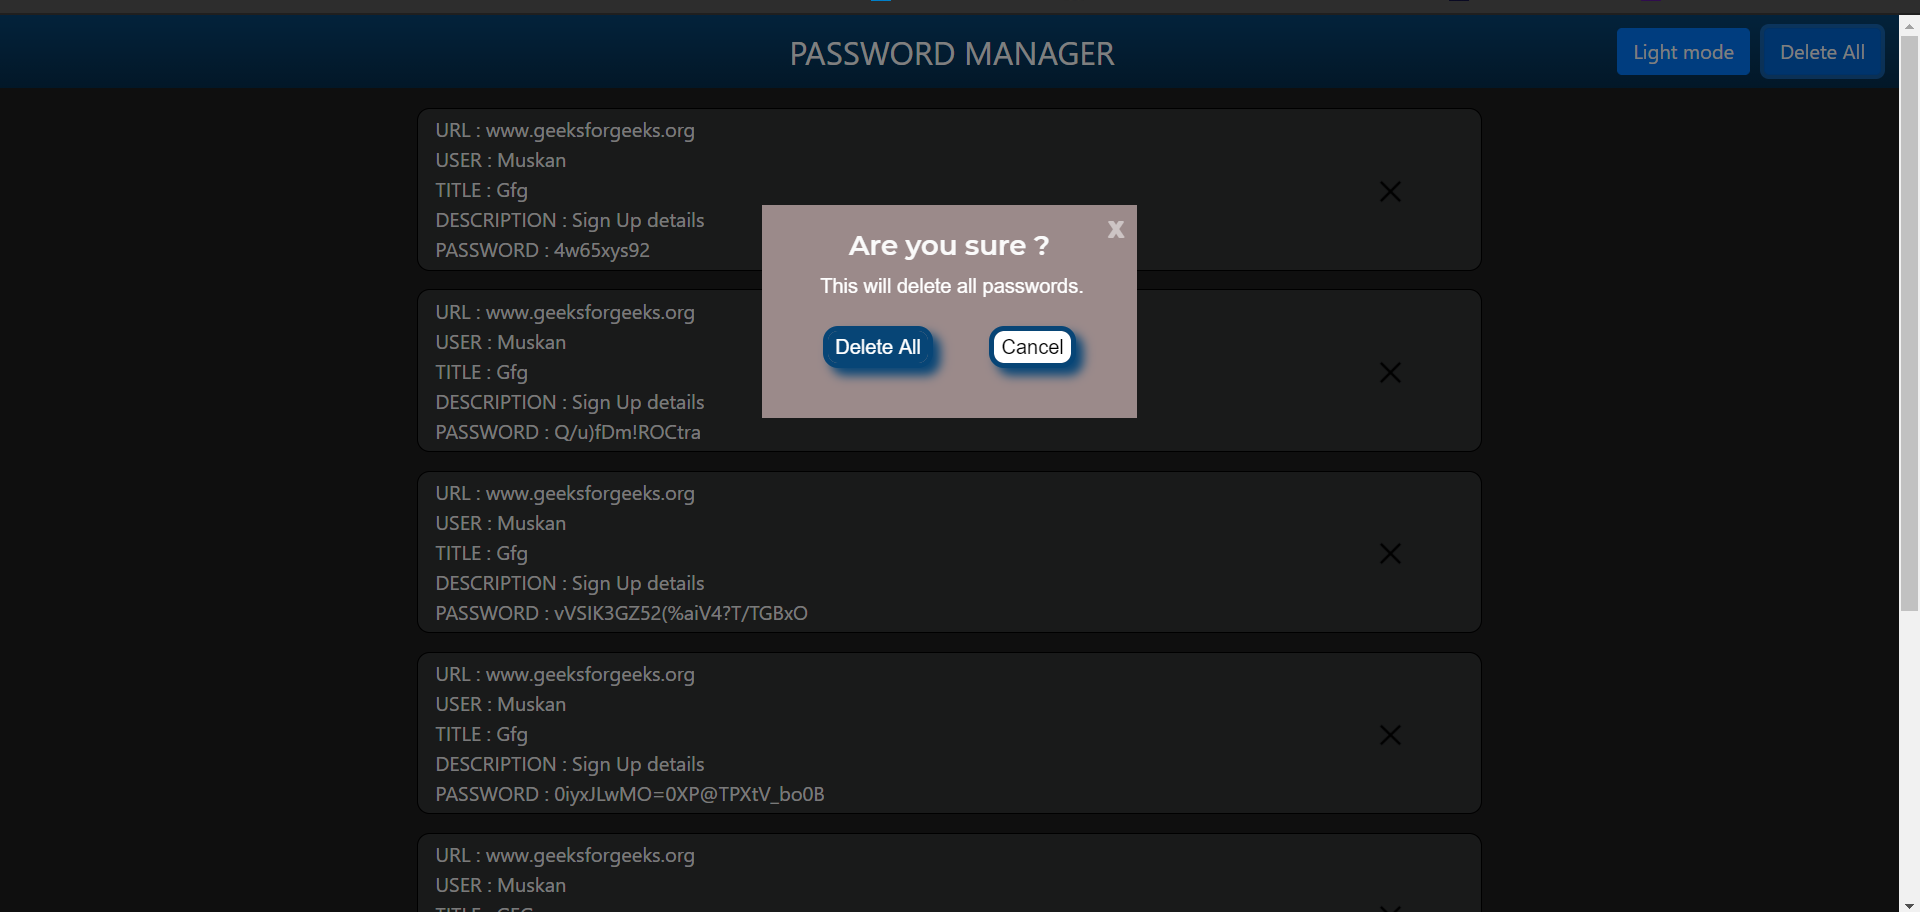 PASSWORD MANAGER
Light mode
Delete All
URL : www.geeksforgeeks.org
USER : Muskan
TITLE : Gfg
DESCRIPTION : Sign Up details
PASSWORD : 4w65xys92
X
Are you sure ?
This will delete all passwords.
Delete All
Cancel
URL : www.geeksforgeeks.org
USER : Muskan
TITLE : Gfg
DESCRIPTION : Sign Up details
PASSWORD : Q/u)fDm!ROCtra
URL : www.geeksforgeeks.org
USER : Muskan
TITLE : Gfg
DESCRIPTION : Sign Up details
PASSWORD : vVSIK3GZ52(%aiV4?T/TGBxO
URL : www.geeksforgeeks.org
USER : Muskan
TITLE : Gfg
DESCRIPTION : Sign Up details
PASSWORD : 0iyxJLwMO=0XP@TPXtV_bo0B
URL : www.geeksforgeeks.org
USER : Muskan